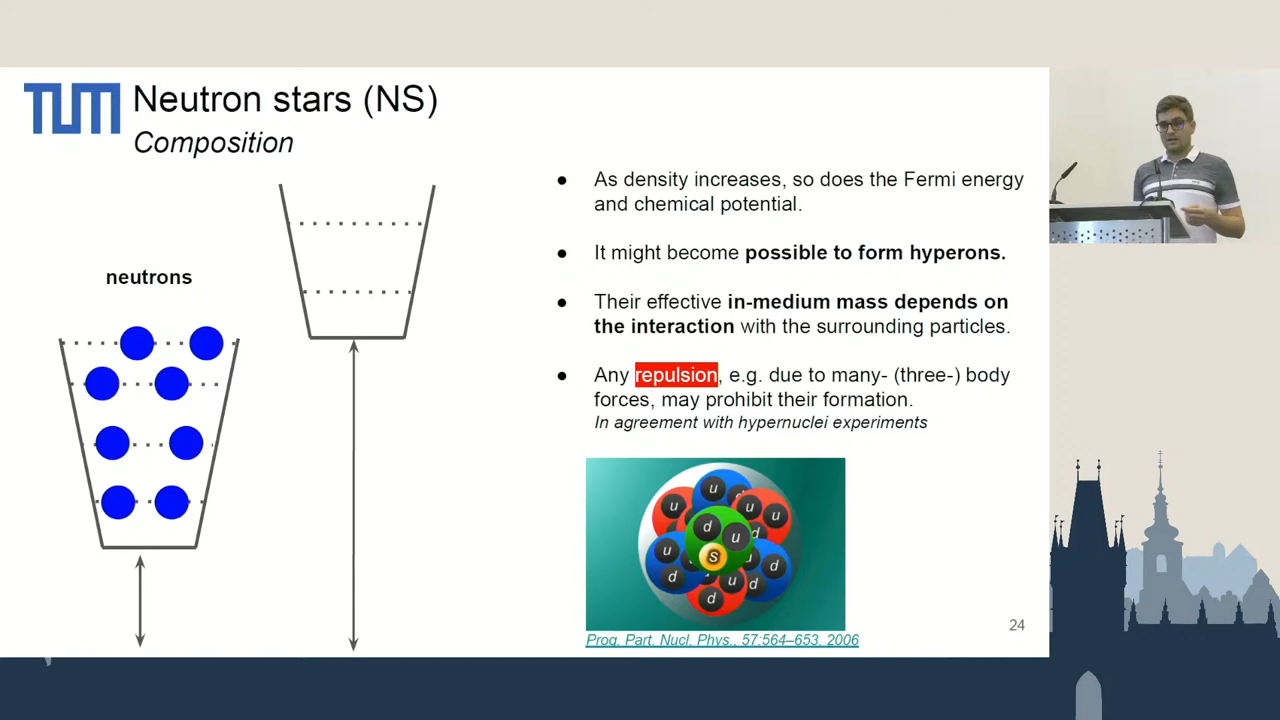 TUM
Neutron stars (NS)
Composition
neutrons
● As density increases, so does the Fermi energy
and chemical potential.
● It might become possible to form hyperons.
● Their effective in-medium mass depends on
the interaction with the surrounding particles.
● Any repulsion, e.g. due to many- (three-) body
forces, may prohibit their formation.
In agreement with hypernuclei experiments
u d
u u u
d u d
u u d
s
d u d
d
Prog. Part. Nucl. Phys., 57:564–653, 2006
24